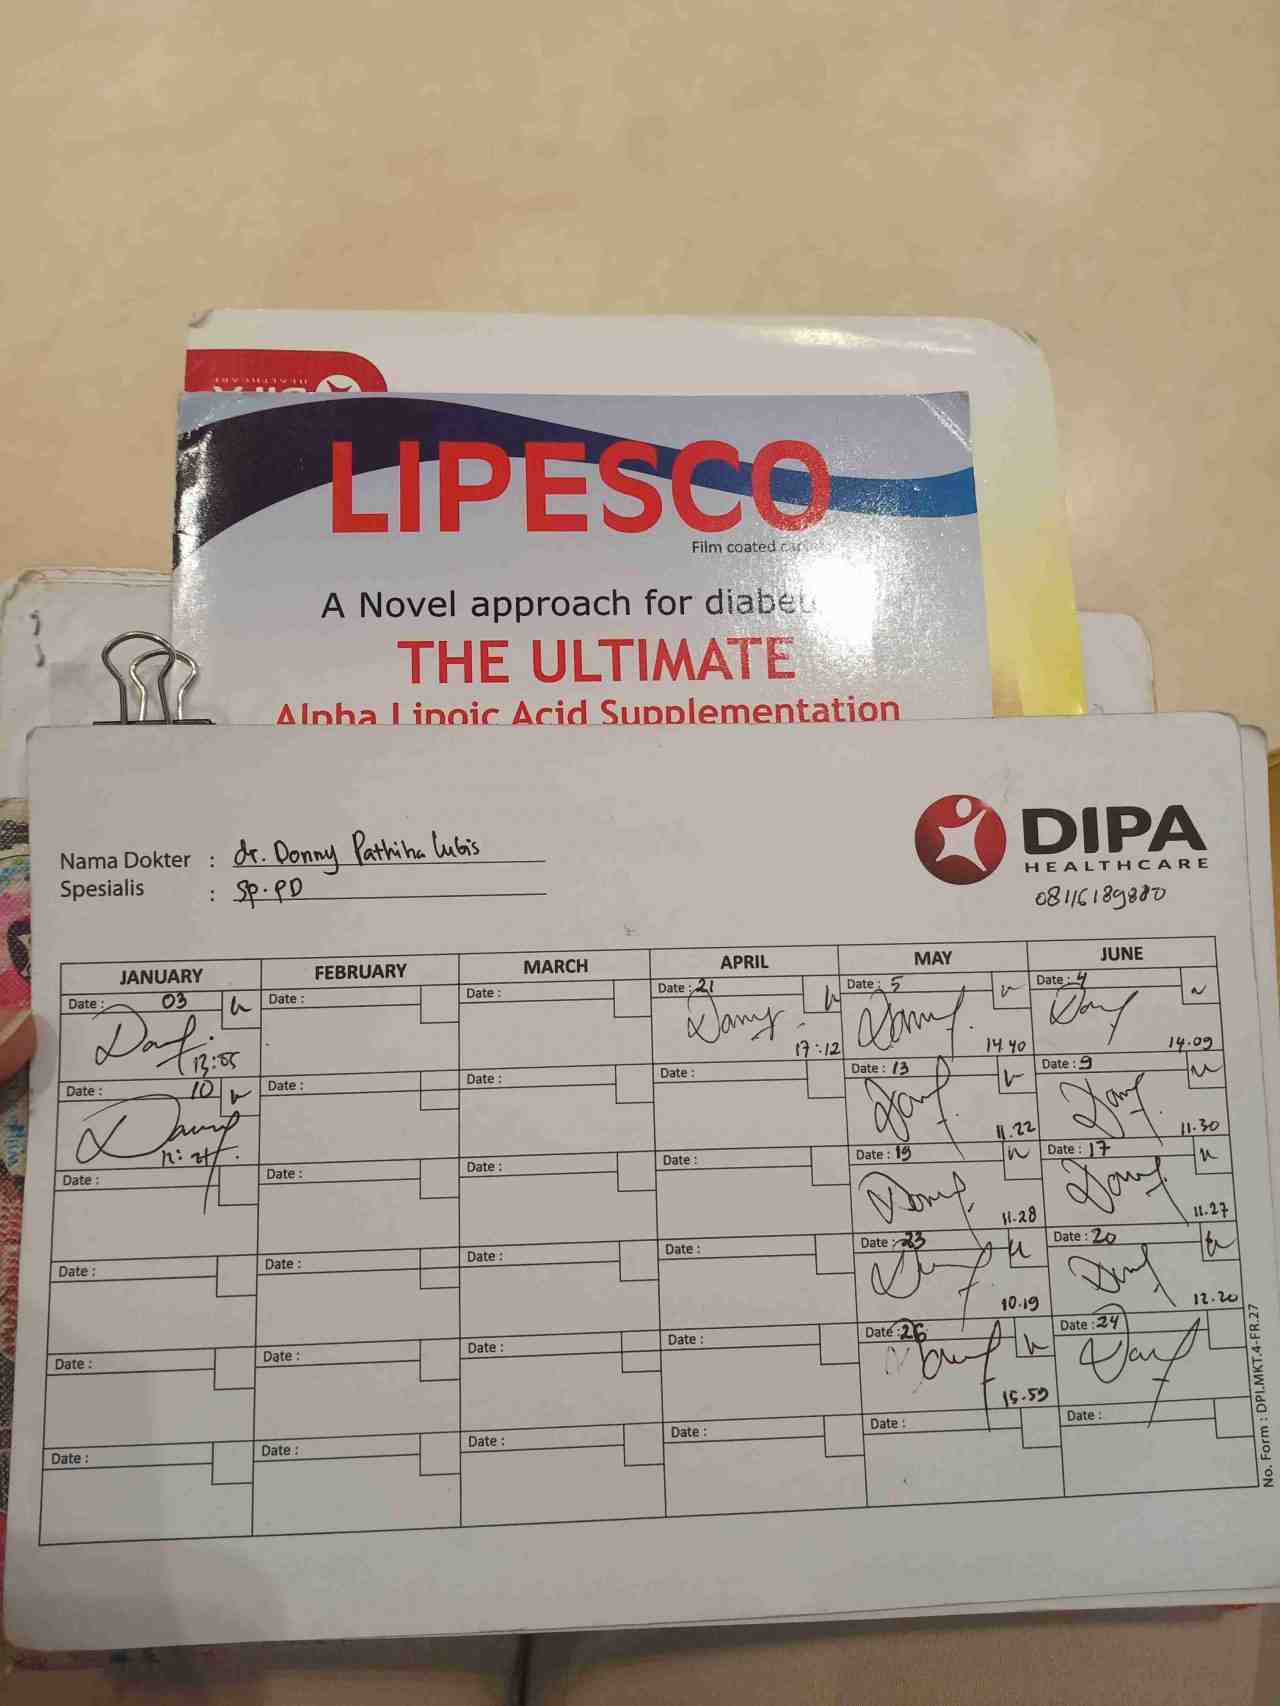 DIPA
HEALTHCARE
LIPESCO
Film coated
A Novel approach for
THE ULTIMATE
Alpha Lipoic Acid Supplementation
DIPA
HEALTHCARE
08116189880
Nama Dokter : dr. Donny Pathiha Lubis
Spesialis : Sp.PD
JANUARY FEBRUARY MARCH APRIL MAY JUNE
Date : 03 Date : Date : Date : 21 Date : 5 Date : 4
13:05 17:12 14.40 14.09
Date : 10 Date : Date : Date : Date : 13 Date : 9
11.22 11.30
Date : Date : Date : Date : Date : 19 Date : 17
11.28 11.27
Date : Date : Date : Date : Date : 23 Date : 20
10.19 12.20
Date : Date : Date : Date : Date : 26 Date : 24
15.59
Date : Date : Date : Date : Date : Date :
No. Form : DPI.MKT.4-FR.27